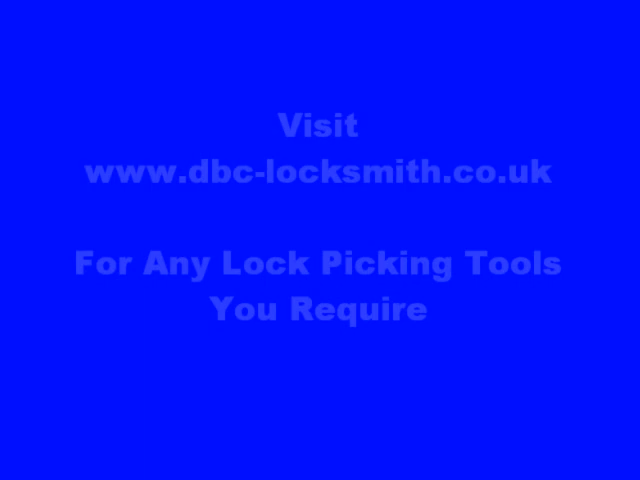 Visit
www.dbc-locksmith.co.uk
For Any Lock Picking Tools
You Require